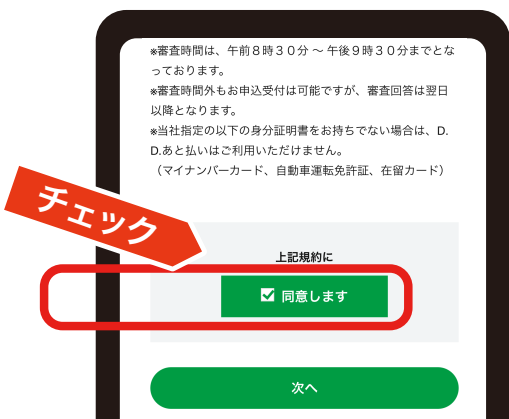 ※審査時間は、午前８時３０分 〜 午後９時３０分までとな
っております。
※審査時間外もお申込受付は可能ですが、審査回答は翌日
以降となります。
※当社指定の以下の身分証明書をお持ちでない場合は、D.
D.あと払いはご利用いただけません。
（マイナンバーカード、自動車運転免許証、在留カード）
チェック
上記規約に
同意します
次へ